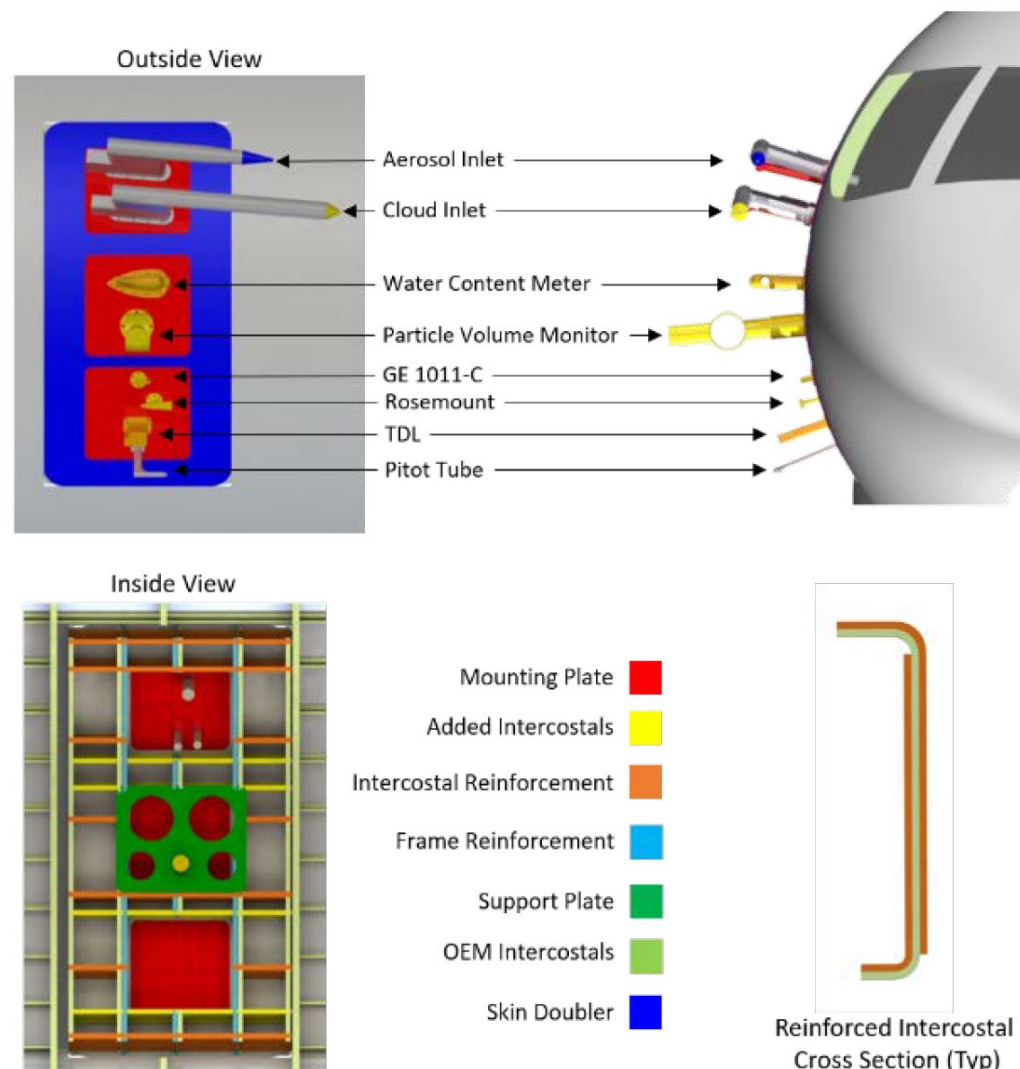 Outside View
Aerosol Inlet
Cloud Inlet
Water Content Meter
Particle Volume Monitor
GE 1011-C
Rosemount
TDL
Pitot Tube
Inside View
Mounting Plate
Added Intercostals
Intercostal Reinforcement
Frame Reinforcement
Support Plate
OEM Intercostals
Skin Doubler
Reinforced Intercostal
Cross Section (Typ)